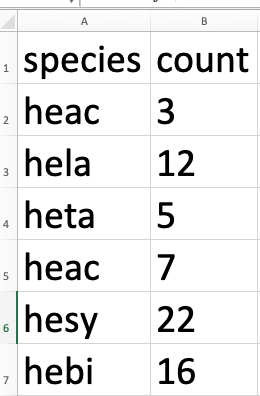 A B
1 species count
2 heac 3
3 hela 12
4 heta 5
5 heac 7
6 hesy 22
7 hebi 16